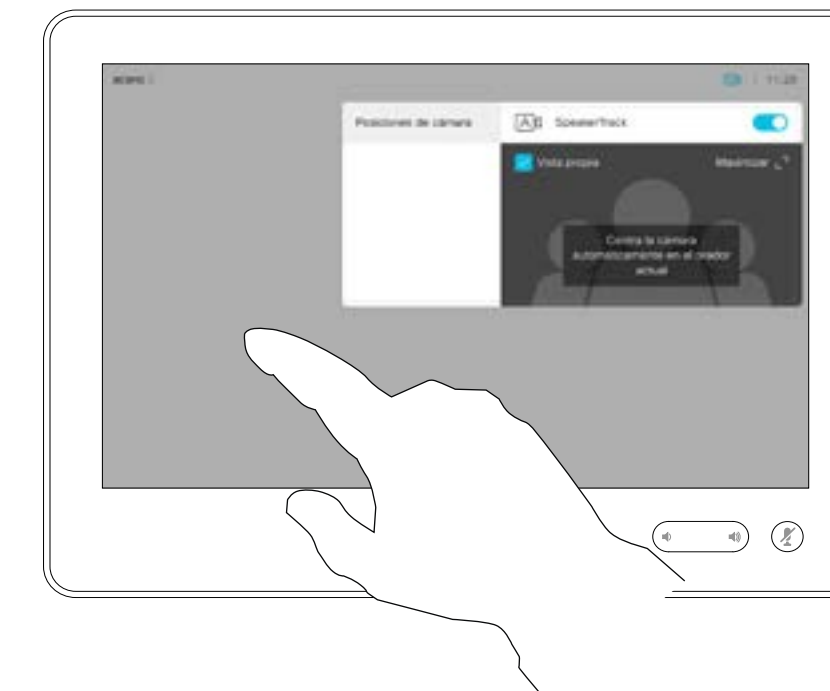 11:28
Posiciones de cámara
SpeakerTrack
Vista propia
Maximizar
Centra la cámara
automáticamente en el orador
actual